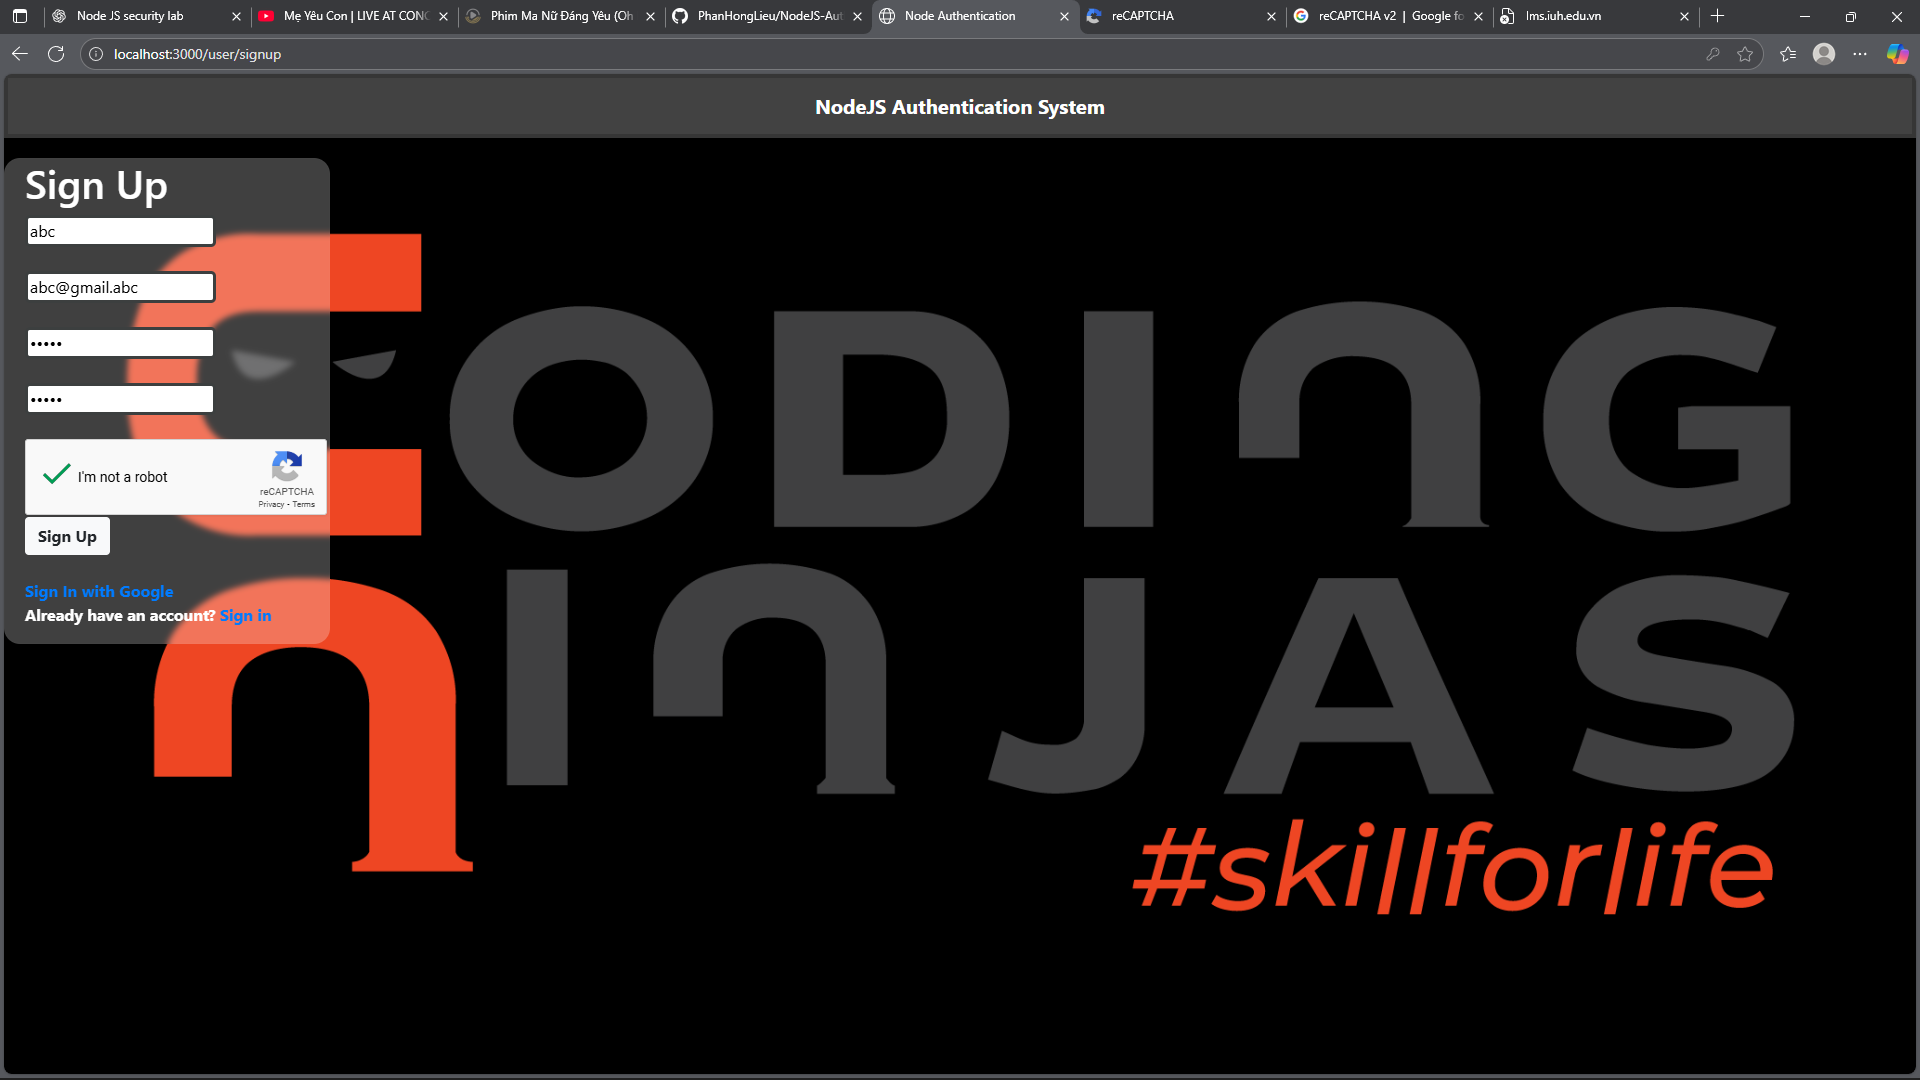 Node JS security lab
Mẹ Yêu Con | LIVE AT CONC
Phim Ma Nữ Đáng Yêu (Oh
PhanHongLieu/NodeJS-Aut
Node Authentication
reCAPTCHA
reCAPTCHA v2 | Google fo
lms.iuh.edu.vn
localhost:3000/user/signup
NodeJS Authentication System
Sign Up
abc
abc@gmail.abc
•••••
•••••
I'm not a robot
reCAPTCHA
Privacy - Terms
Sign Up
Sign In with Google
Already have an account? Sign in
CODING
NINJAS
#skillforlife